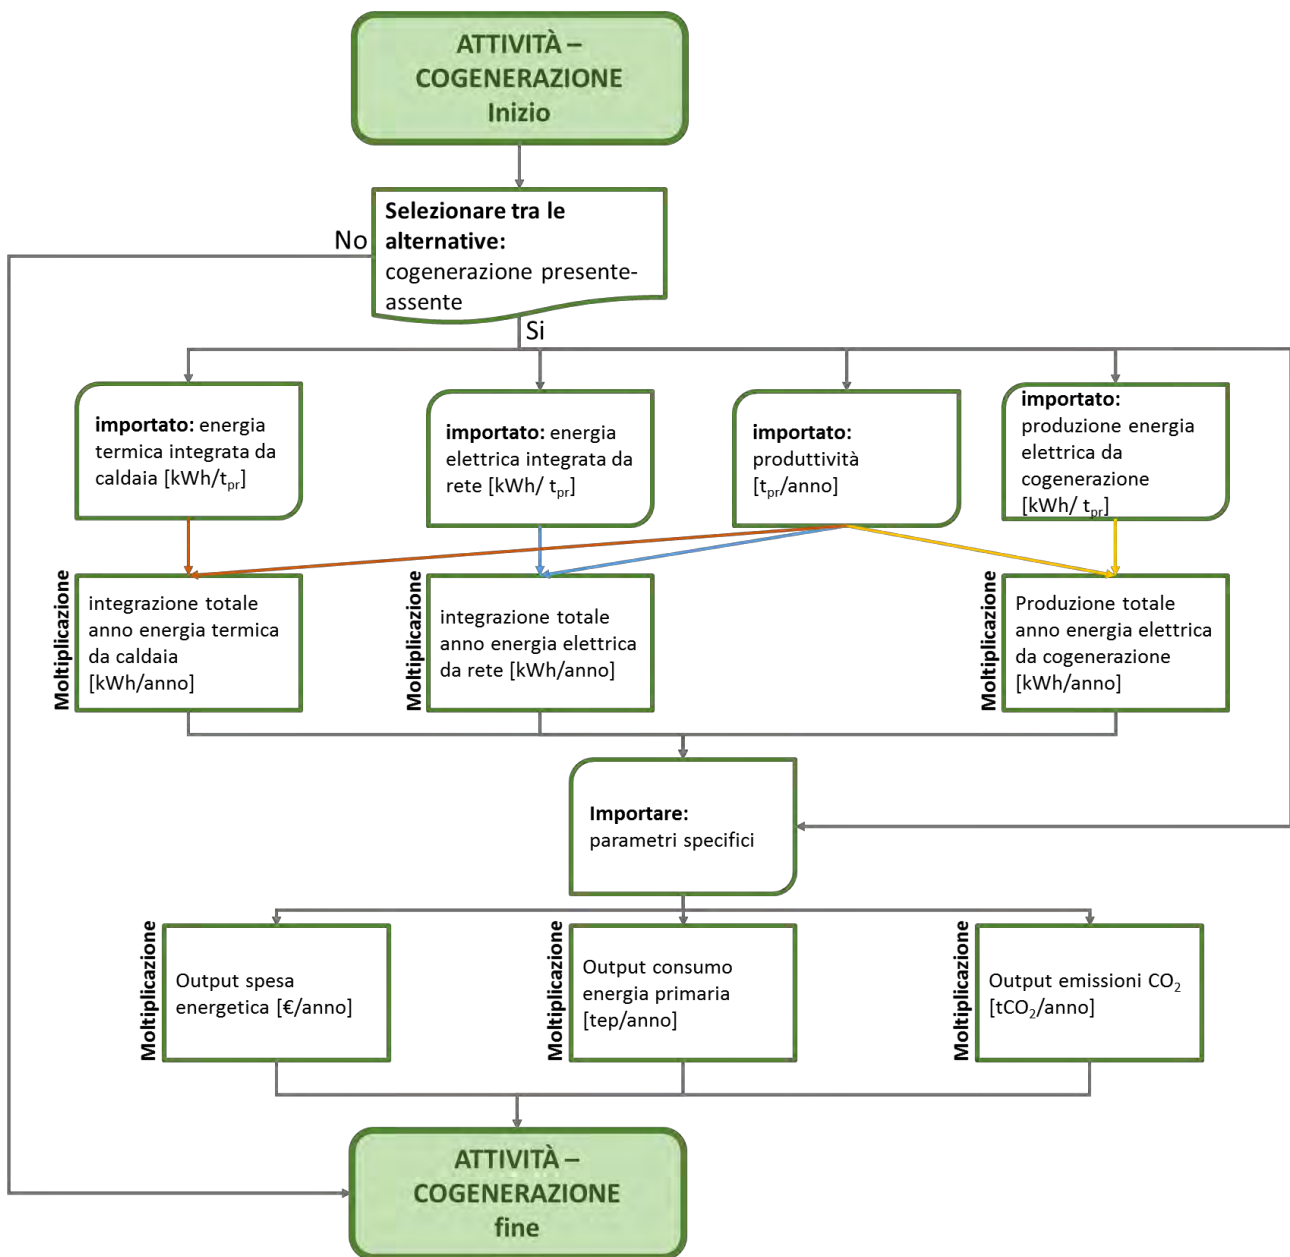 ATTIVITÀ –
COGENERAZIONE
Inizio
Selezionare tra le
alternative:
cogenerazione presente-
assente
No
Si
importato: energia
termica integrata da
caldaia [kWh/tpr]
importato: energia
elettrica integrata da
rete [kWh/ tpr]
importato:
produttività
[tpr/anno]
importato:
produzione energia
elettrica da
cogenerazione
[kWh/ tpr]
Moltiplicazione
integrazione totale
anno energia termica
da caldaia
[kWh/anno]
Moltiplicazione
integrazione totale
anno energia elettrica
da rete [kWh/anno]
Moltiplicazione
Produzione totale
anno energia elettrica
da cogenerazione
[kWh/anno]
Importare:
parametri specifici
Moltiplicazione
Output spesa
energetica [€/anno]
Moltiplicazione
Output consumo
energia primaria
[tep/anno]
Moltiplicazione
Output emissioni CO2
[tCO2/anno]
ATTIVITÀ –
COGENERAZIONE
fine